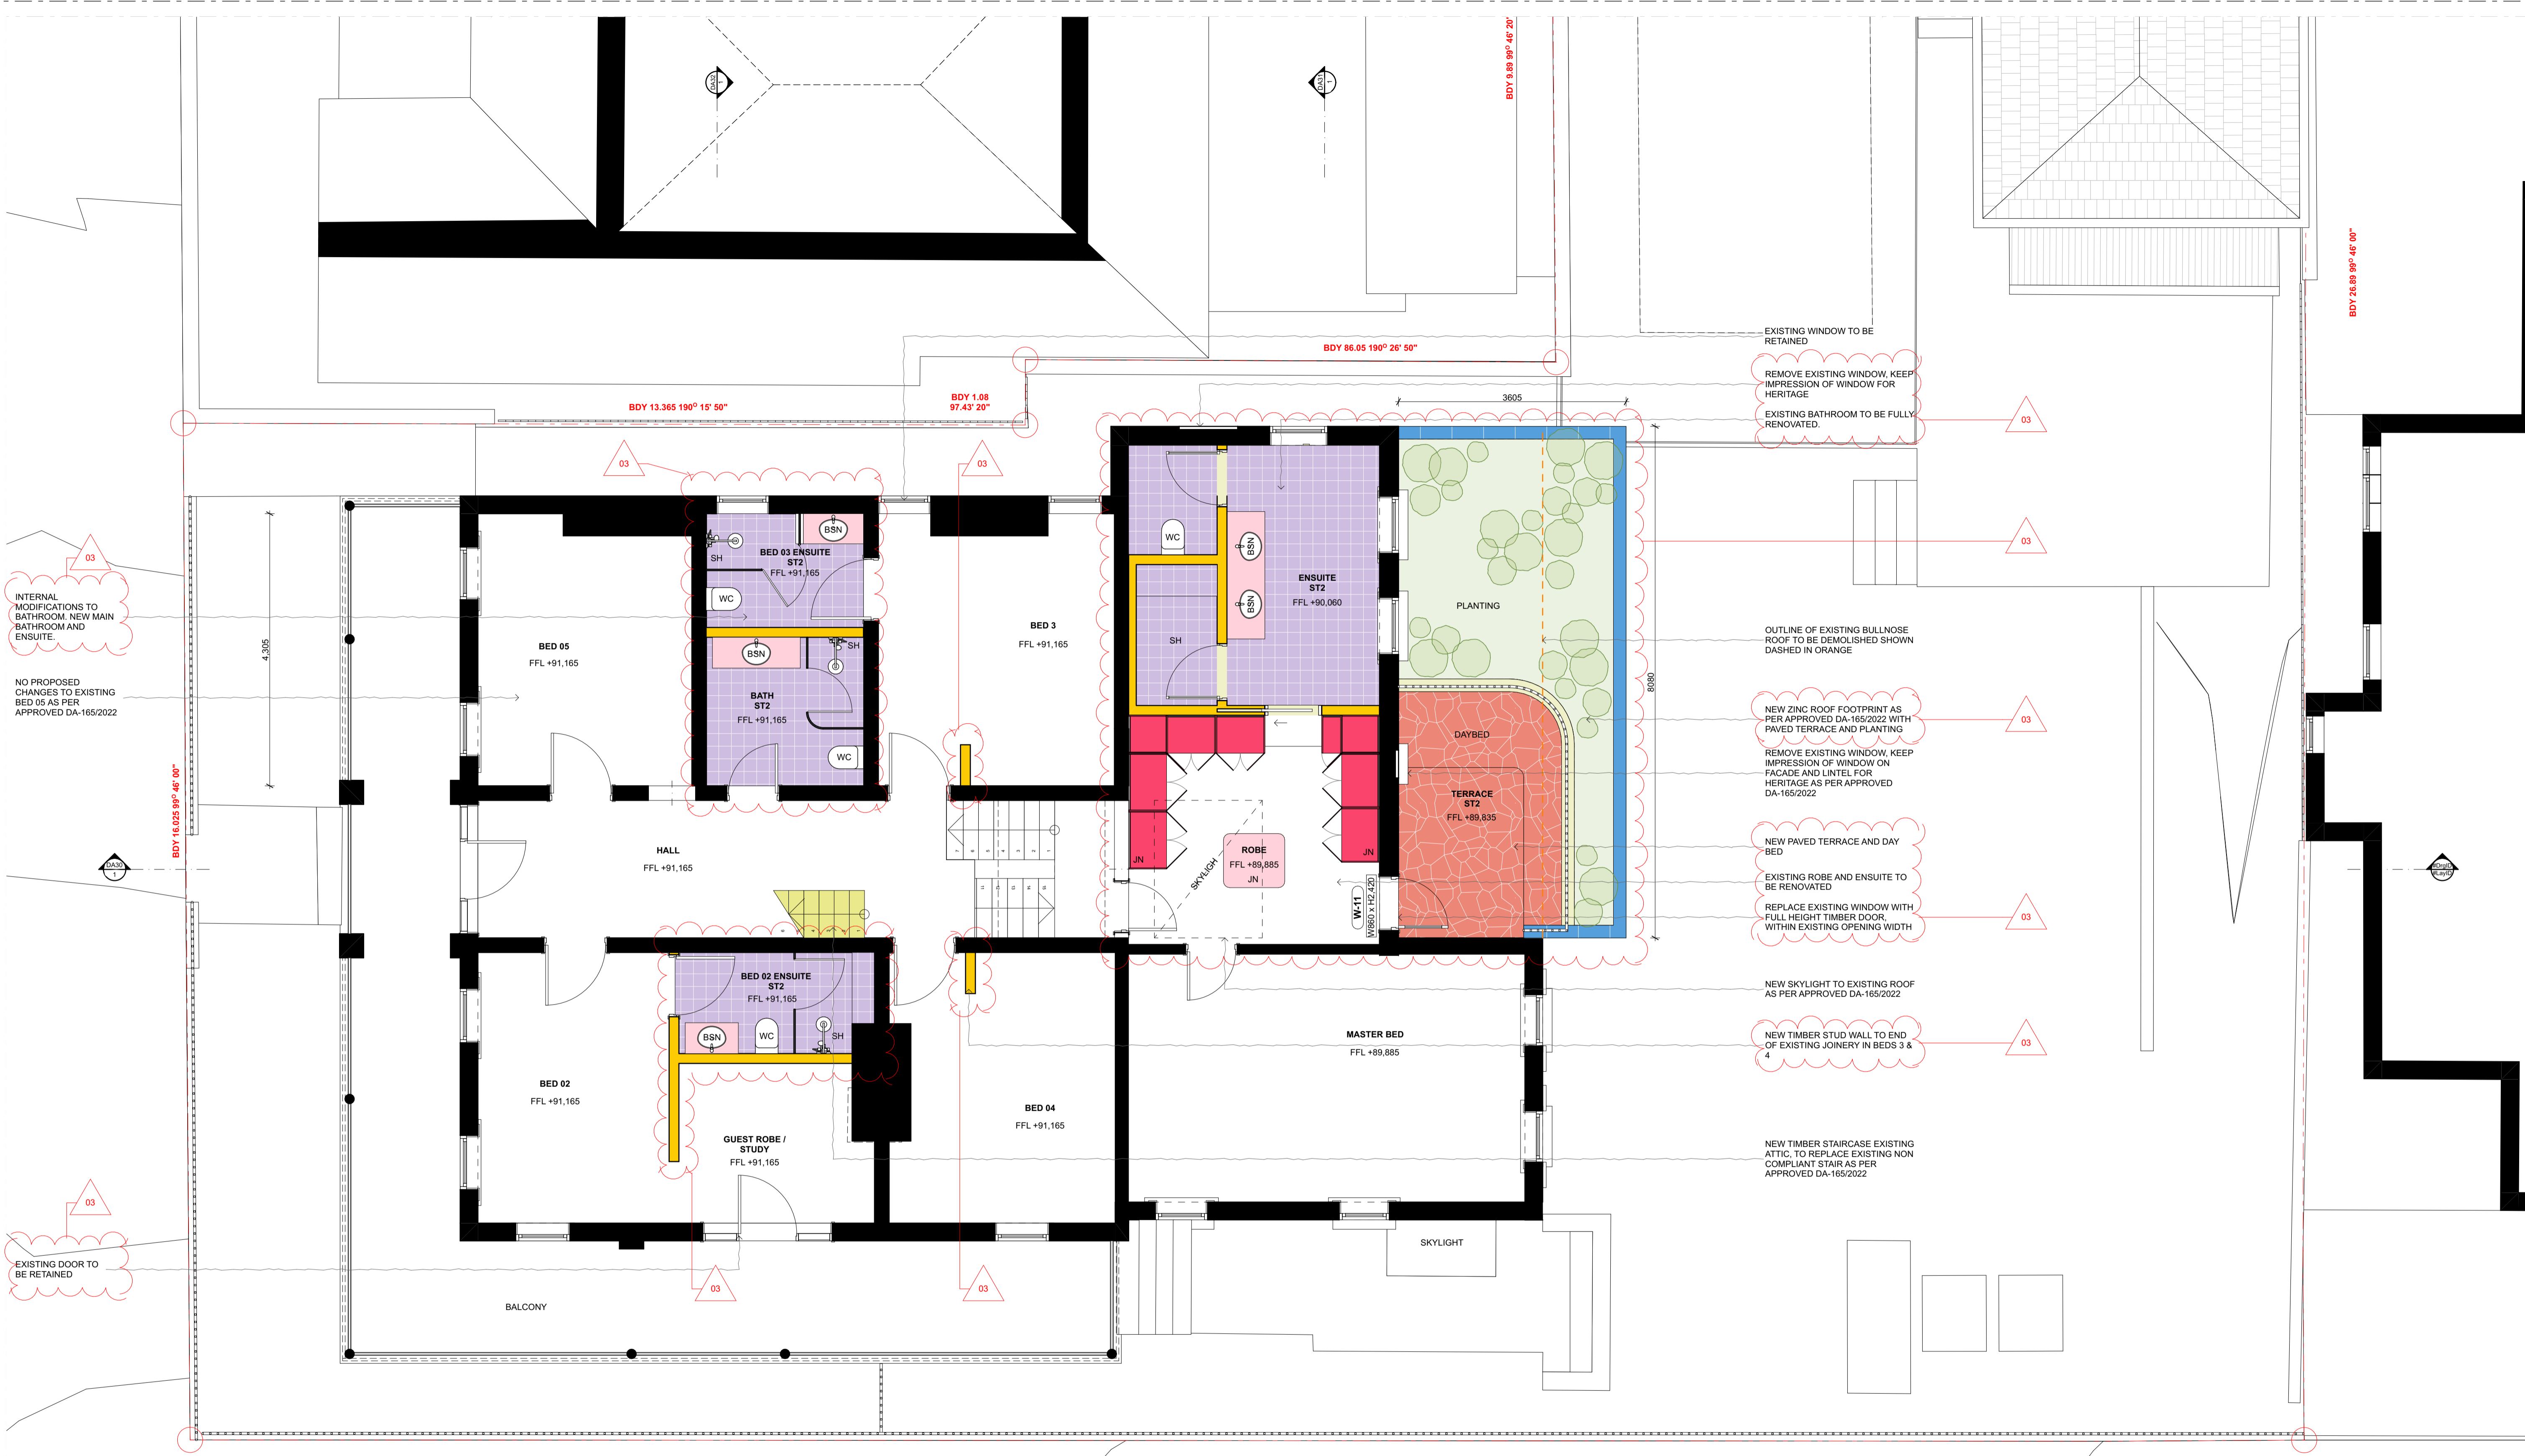 DA32
1
DA31
1
BDY 9.89 99° 46' 20"
BDY 26.89 99° 46' 00"
EXISTING WINDOW TO BE
RETAINED
BDY 86.05 190° 26' 50"
REMOVE EXISTING WINDOW, KEEP
IMPRESSION OF WINDOW FOR
HERITAGE
EXISTING BATHROOM TO BE FULLY
RENOVATED.
03
BDY 13.365 190° 15' 50"
BDY 1.08
97.43' 20"
3605
03
03
03
03
INTERNAL
MODIFICATIONS TO
BATHROOM. NEW MAIN
BATHROOM AND
ENSUITE.
NO PROPOSED
CHANGES TO EXISTING
BED 05 AS PER
APPROVED DA-165/2022
4,305
BED 05
FFL +91,165
BSN
SH
BED 03 ENSUITE
ST2
FFL +91,165
WC
BSN
SH
BATH
ST2
FFL +91,165
WC
BED 3
FFL +91,165
WC
SH
BSN
BSN
ENSUITE
ST2
FFL +90,060
PLANTING
8080
DAYBED
TERRACE
ST2
FFL +89,835
OUTLINE OF EXISTING BULLNOSE
ROOF TO BE DEMOLISHED SHOWN
DASHED IN ORANGE
NEW ZINC ROOF FOOTPRINT AS
PER APPROVED DA-165/2022 WITH
PAVED TERRACE AND PLANTING
03
REMOVE EXISTING WINDOW, KEEP
IMPRESSION OF WINDOW ON
FACADE AND LINTEL FOR
HERITAGE AS PER APPROVED
DA-165/2022
NEW PAVED TERRACE AND DAY
BED
EXISTING ROBE AND ENSUITE TO
BE RENOVATED
REPLACE EXISTING WINDOW WITH
FULL HEIGHT TIMBER DOOR,
WITHIN EXISTING OPENING WIDTH
03
BDY 16.025 99° 46' 00"
DA30
1
HALL
FFL +91,165
JN
SKYLIGH
ROBE
FFL +89,885
JN
JN
W-11
W860 x H2,420
#DrgID
#LayID
NEW SKYLIGHT TO EXISTING ROOF
AS PER APPROVED DA-165/2022
NEW TIMBER STUD WALL TO END
OF EXISTING JOINERY IN BEDS 3 &
4
03
BED 02 ENSUITE
ST2
FFL +91,165
BSN
WC
SH
BED 02
FFL +91,165
GUEST ROBE /
STUDY
FFL +91,165
BED 04
FFL +91,165
MASTER BED
FFL +89,885
NEW TIMBER STAIRCASE EXISTING
ATTIC, TO REPLACE EXISTING NON
COMPLIANT STAIR AS PER
APPROVED DA-165/2022
03
EXISTING DOOR TO
BE RETAINED
03
03
SKYLIGHT
BALCONY